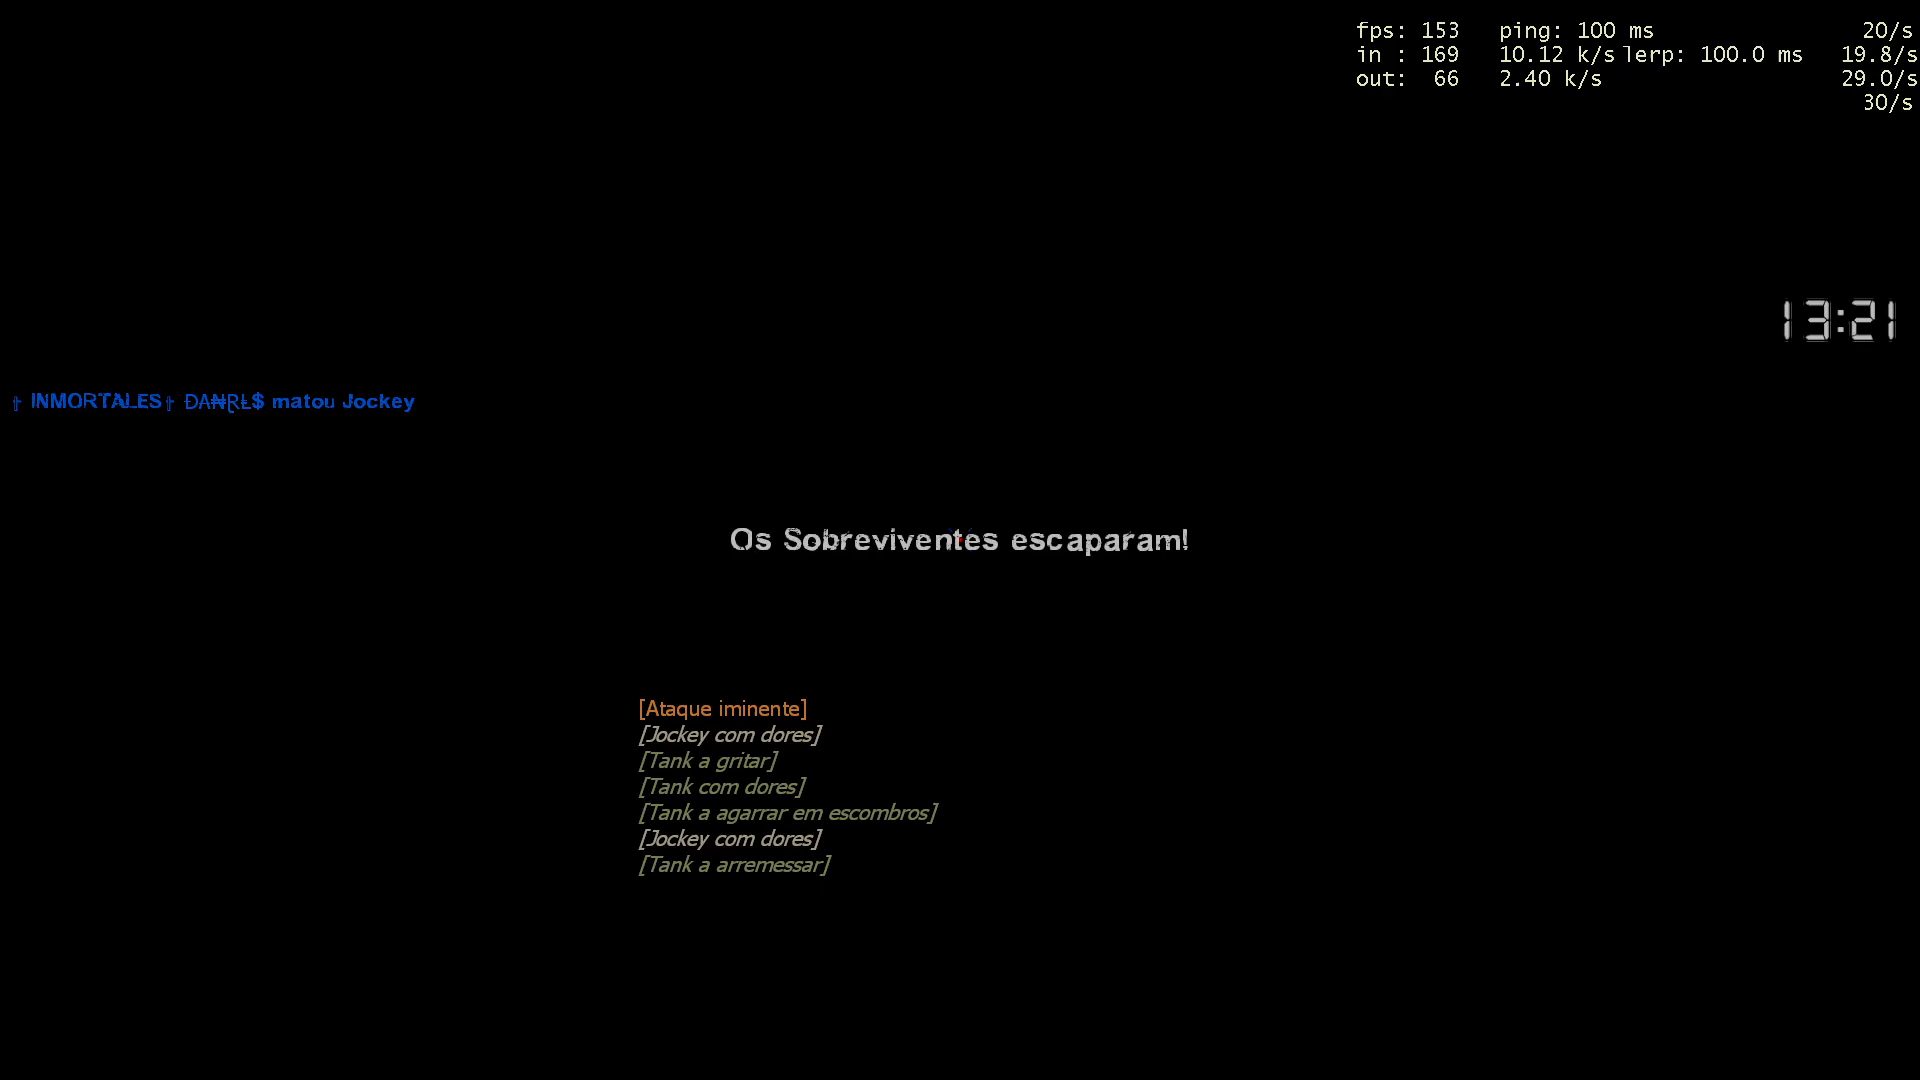 fps: 153 ping: 100 ms 20/s
in : 169 10.12 k/s lerp: 100.0 ms 19.8/s
out: 66 2.40 k/s 29.0/s
30/s
13:21
✞ INMORTALES✞ ĐA₦ⱤⱠ$ matou Jockey
Os Sobreviventes escaparam!
[Ataque iminente]
[Jockey com dores]
[Tank a gritar]
[Tank com dores]
[Tank a agarrar em escombros]
[Jockey com dores]
[Tank a arremessar]